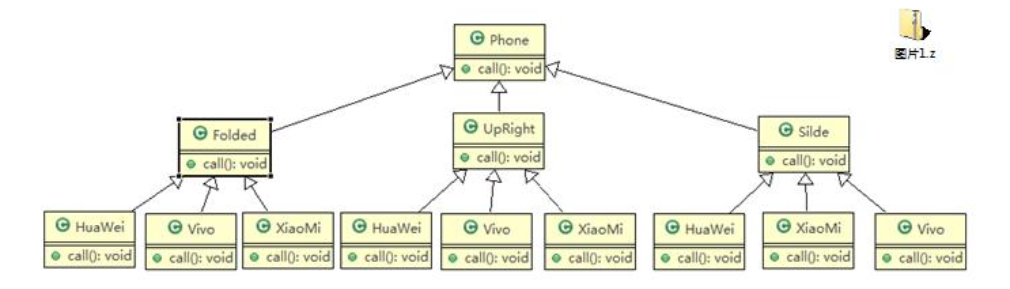 Phone
call(): void
图片1.z
Folded
call(): void
UpRight
call(): void
Silde
call(): void
HuaWei
call(): void
Vivo
call(): void
XiaoMi
call(): void
HuaWei
call(): void
Vivo
call(): void
XiaoMi
call(): void
HuaWei
call(): void
XiaoMi
call(): void
Vivo
call(): void